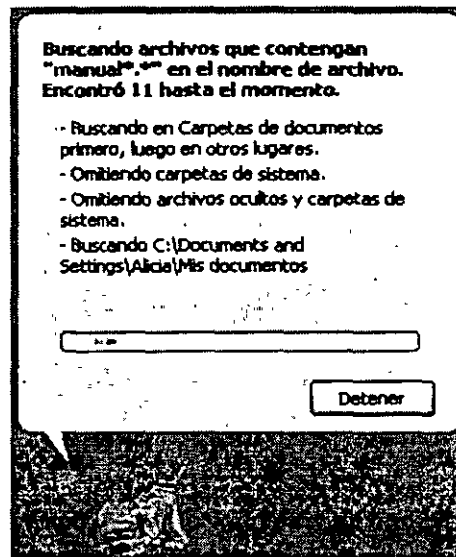 Buscando archivos que contengan
"manual*.*" en el nombre de archivo.
Encontró 11 hasta el momento.
- Buscando en Carpetas de documentos
primero, luego en otros lugares.
- Omitiendo carpetas de sistema.
- Omitiendo archivos ocultos y carpetas de
sistema.
- Buscando C:\Documents and
Settings\Alicia\Mis documentos
Detener